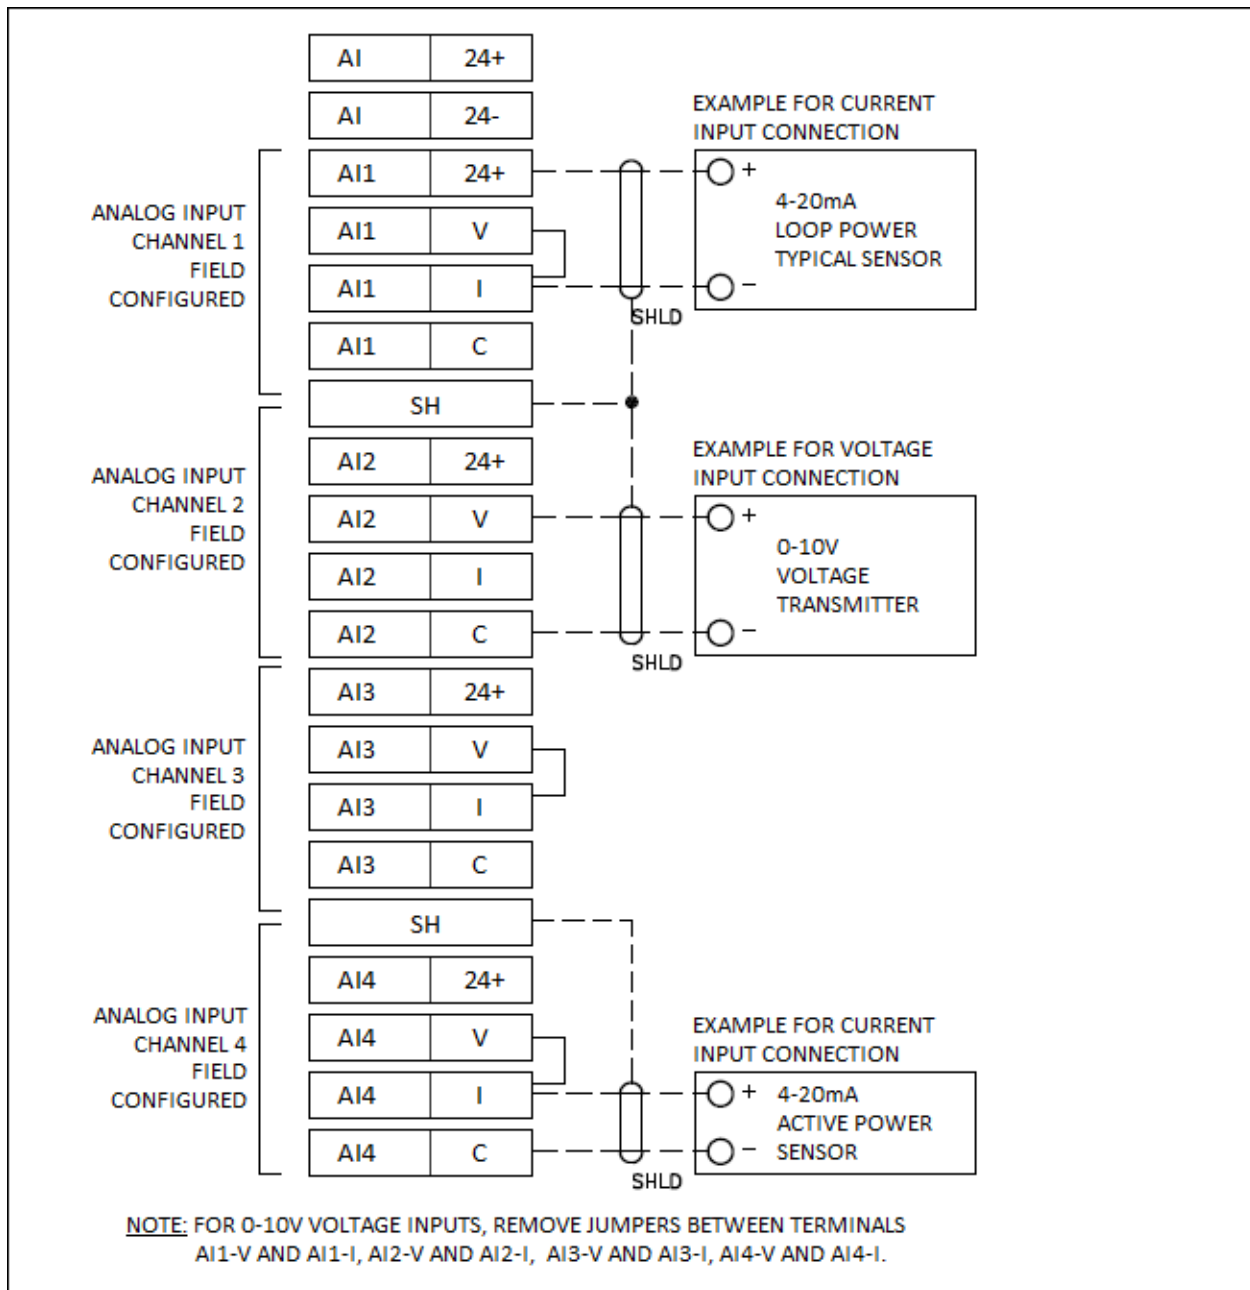 AI 24+
AI 24-
EXAMPLE FOR CURRENT
INPUT CONNECTION
ANALOG INPUT
CHANNEL 1
FIELD
CONFIGURED
AI1 24+
AI1 V
AI1 I
AI1 C
+
4-20mA
LOOP POWER
TYPICAL SENSOR
−
SHLD
SH
ANALOG INPUT
CHANNEL 2
FIELD
CONFIGURED
AI2 24+
AI2 V
AI2 I
AI2 C
EXAMPLE FOR VOLTAGE
INPUT CONNECTION
+
0-10V
VOLTAGE
TRANSMITTER
−
SHLD
ANALOG INPUT
CHANNEL 3
FIELD
CONFIGURED
AI3 24+
AI3 V
AI3 I
AI3 C
SH
ANALOG INPUT
CHANNEL 4
FIELD
CONFIGURED
AI4 24+
AI4 V
AI4 I
AI4 C
EXAMPLE FOR CURRENT
INPUT CONNECTION
+ 4-20mA
ACTIVE POWER
− SENSOR
SHLD
NOTE: FOR 0-10V VOLTAGE INPUTS, REMOVE JUMPERS BETWEEN TERMINALS
AI1-V AND AI1-I, AI2-V AND AI2-I, AI3-V AND AI3-I, AI4-V AND AI4-I.